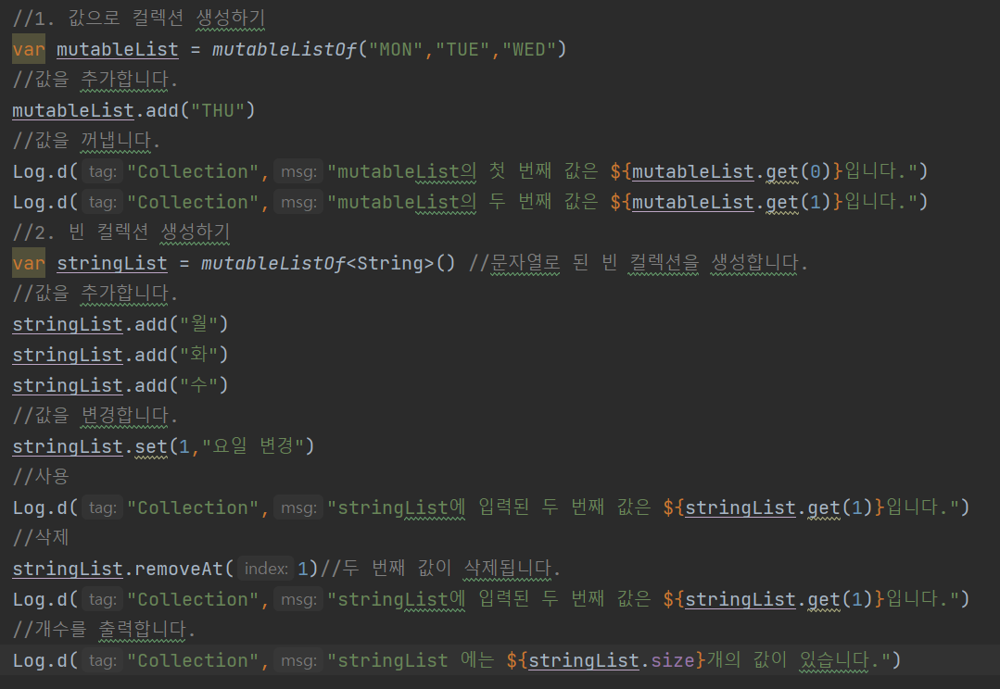 //1. 값으로 컬렉션 생성하기
var mutableList = mutableListOf("MON","TUE","WED")
//값을 추가합니다.
mutableList.add("THU")
//값을 꺼냅니다.
Log.d( tag: "Collection", msg: "mutableList의 첫 번째 값은 ${mutableList.get(0)}입니다.")
Log.d( tag: "Collection", msg: "mutableList의 두 번째 값은 ${mutableList.get(1)}입니다.")
//2. 빈 컬렉션 생성하기
var stringList = mutableListOf<String>() //문자열로 된 빈 컬렉션을 생성합니다.
//값을 추가합니다.
stringList.add("월")
stringList.add("화")
stringList.add("수")
//값을 변경합니다.
stringList.set(1,"요일 변경")
//사용
Log.d( tag: "Collection", msg: "stringList에 입력된 두 번째 값은 ${stringList.get(1)}입니다.")
//삭제
stringList.removeAt( index: 1)//두 번째 값이 삭제됩니다.
Log.d( tag: "Collection", msg: "stringList에 입력된 두 번째 값은 ${stringList.get(1)}입니다.")
//개수를 출력합니다.
Log.d( tag: "Collection", msg: "stringList 에는 ${stringList.size}개의 값이 있습니다.")